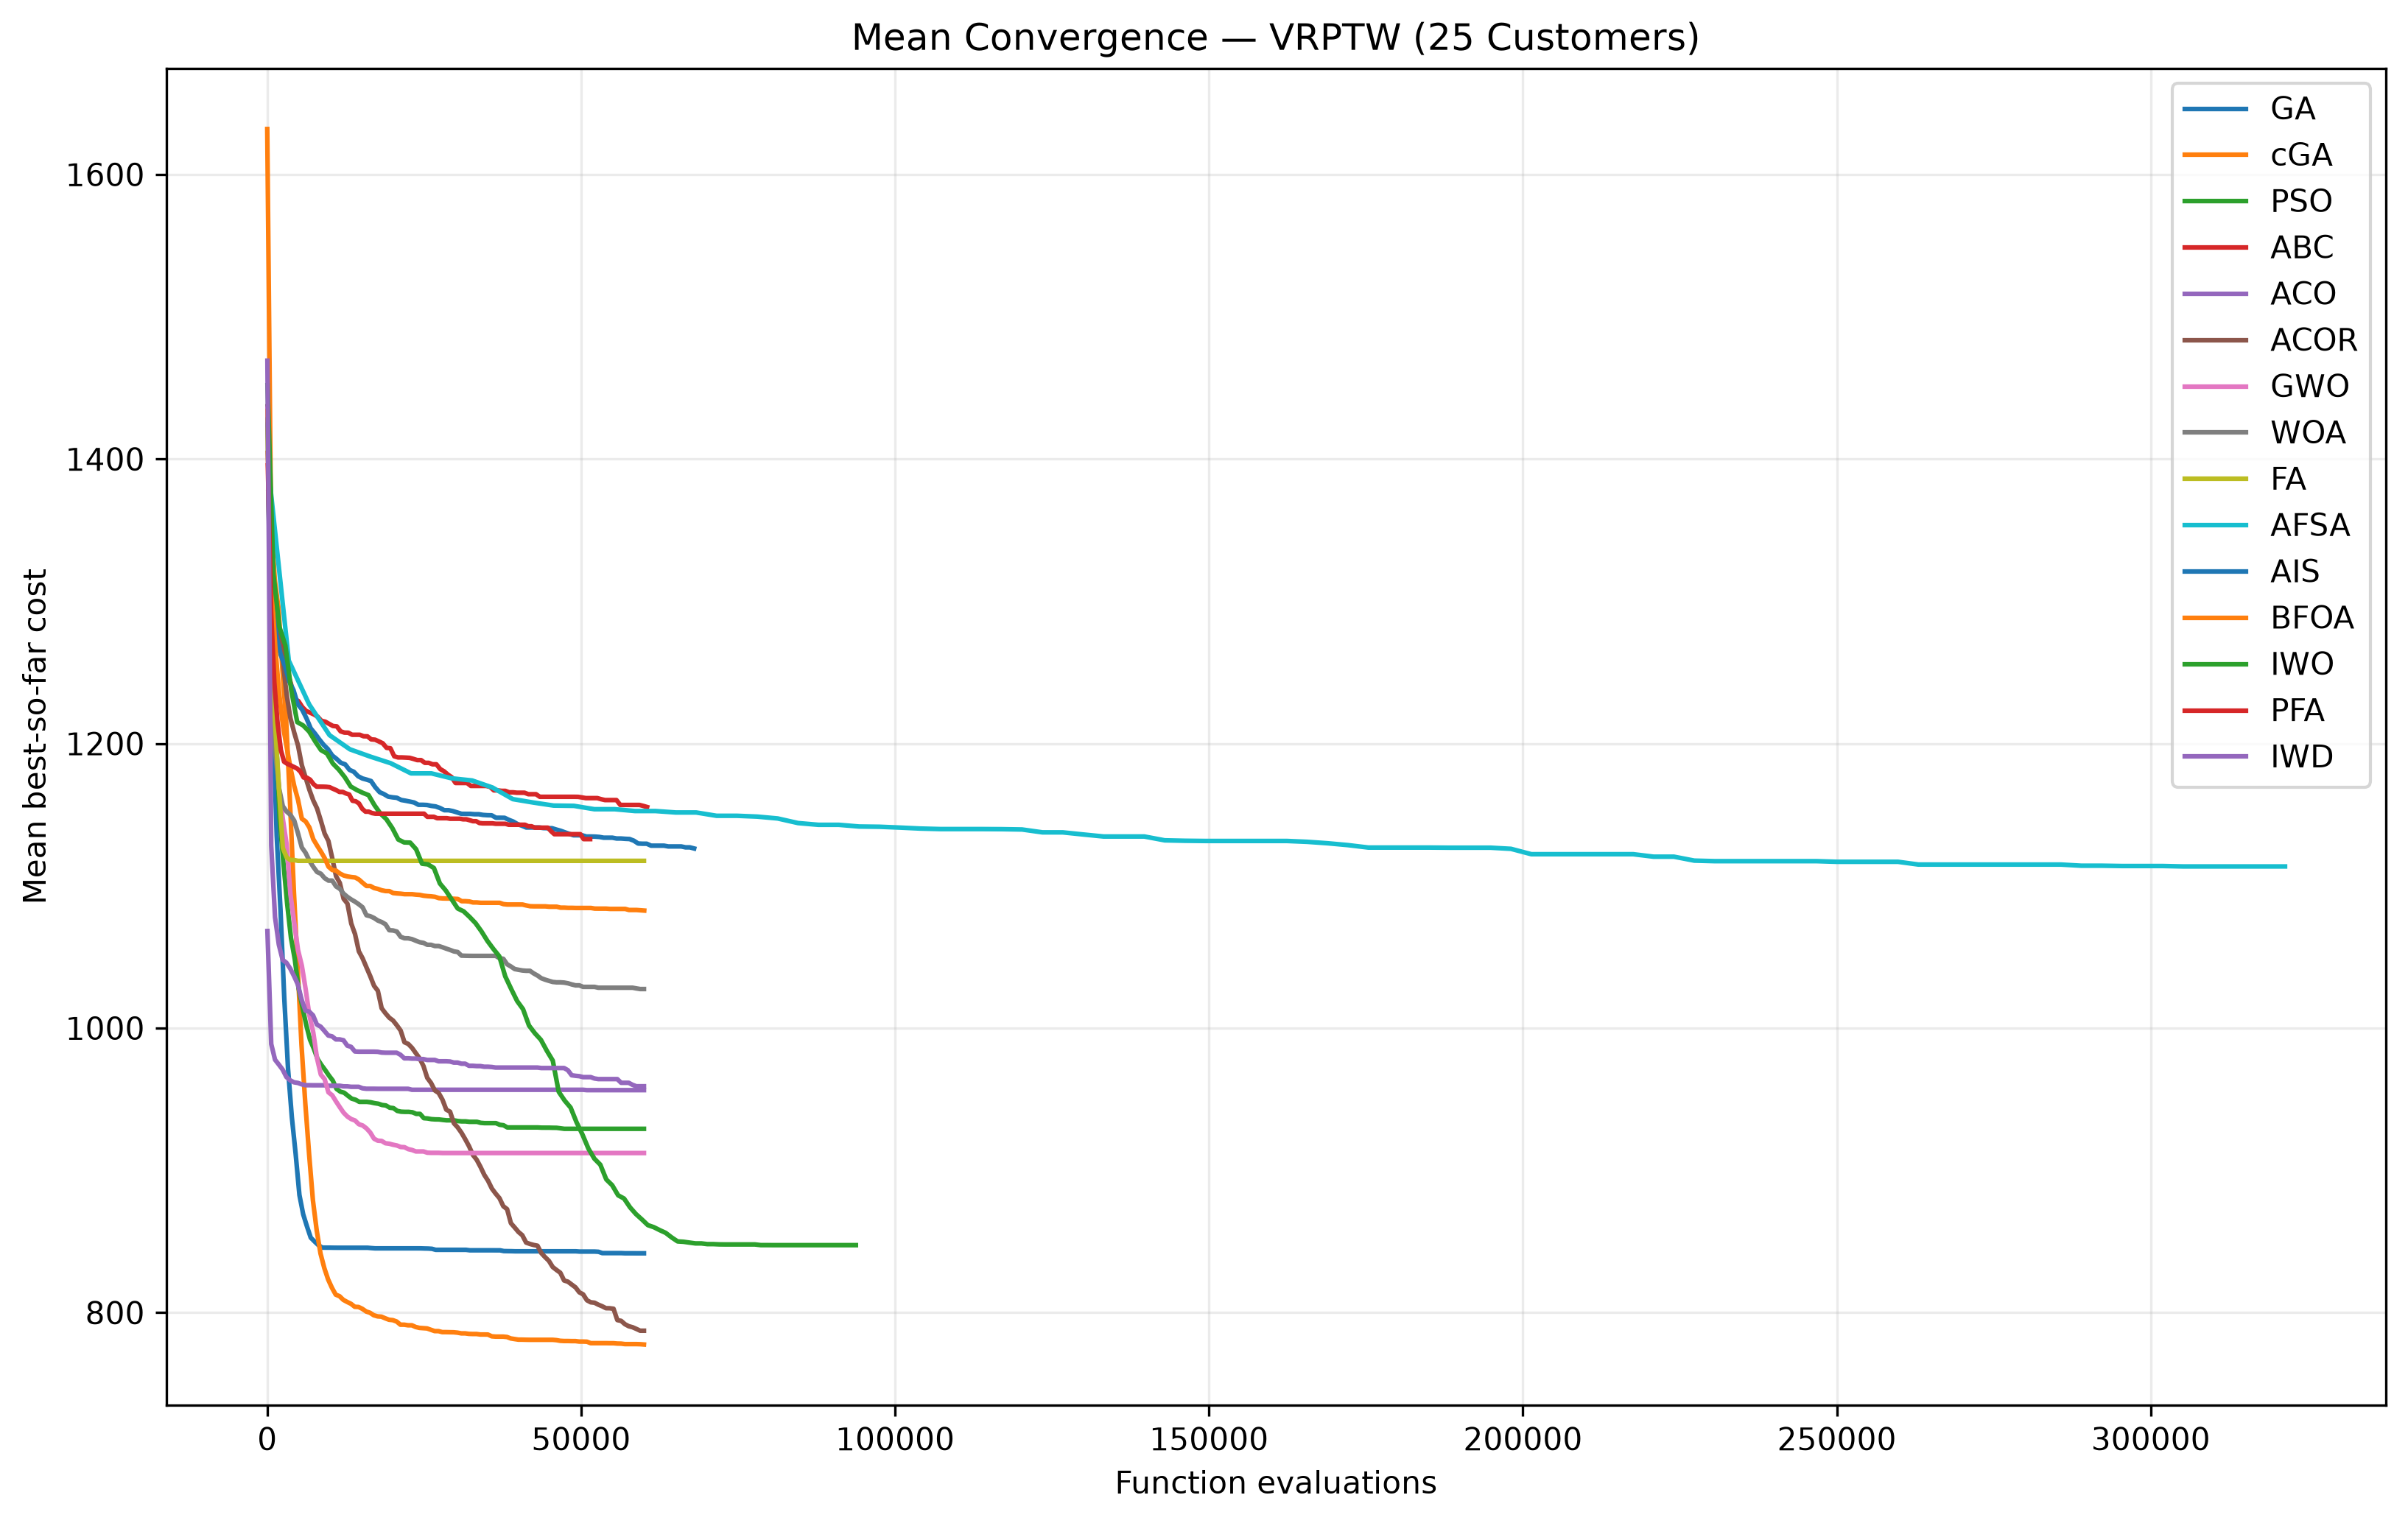 Mean Convergence — VRPTW (25 Customers)
1600
1400
1200
1000
800
Mean best-so-far cost
0
50000
100000
150000
200000
250000
300000
Function evaluations
GA
cGA
PSO
ABC
ACO
ACOR
GWO
WOA
FA
AFSA
AIS
BFOA
IWO
PFA
IWD